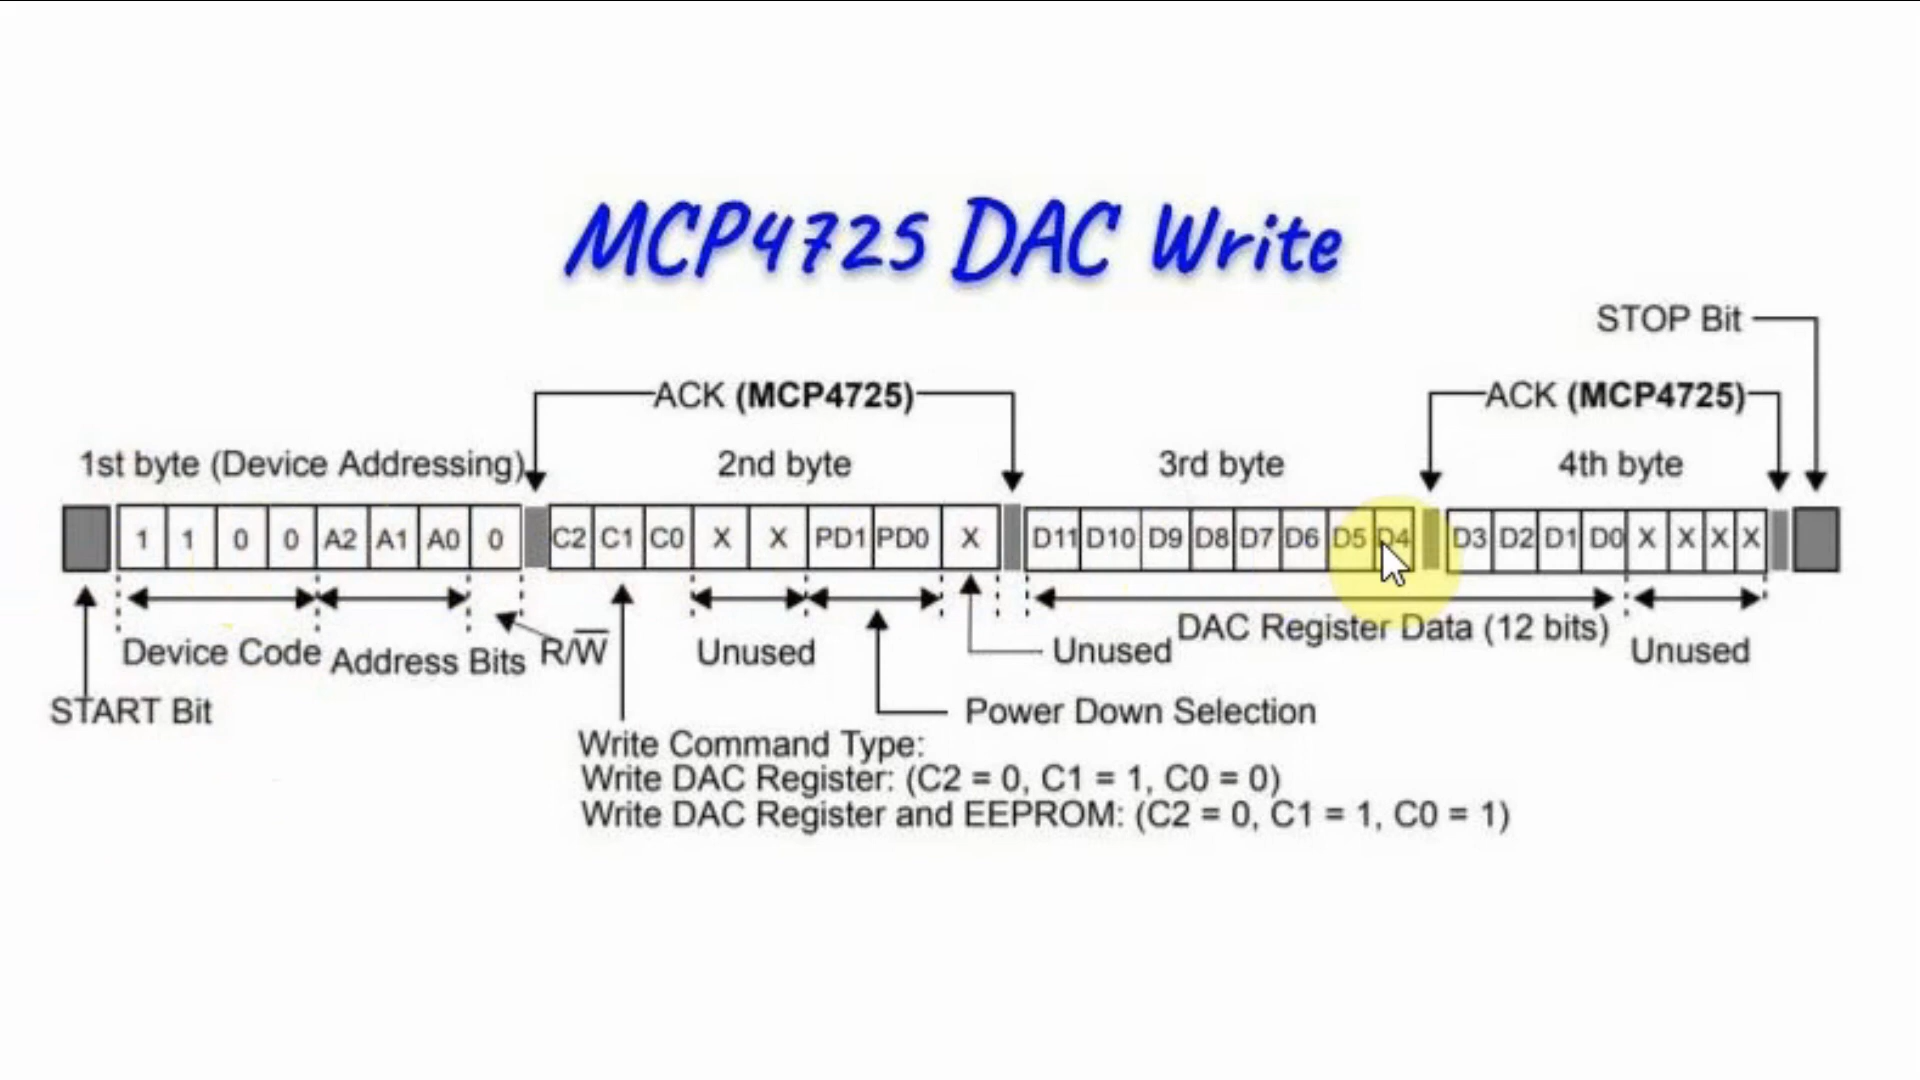 MCP4725 DAC Write
STOP Bit
ACK (MCP4725)
ACK (MCP4725)
1st byte (Device Addressing)
2nd byte
3rd byte
4th byte
1 1 0 0 A2 A1 A0 0 C2 C1 C0 X X PD1 PD0 X D11 D10 D9 D8 D7 D6 D5 D4 D3 D2 D1 D0 X X X X
Device Code
Address Bits
R/W̅
Unused
Unused
DAC Register Data (12 bits)
Unused
START Bit
Power Down Selection
Write Command Type:
Write DAC Register: (C2 = 0, C1 = 1, C0 = 0)
Write DAC Register and EEPROM: (C2 = 0, C1 = 1, C0 = 1)